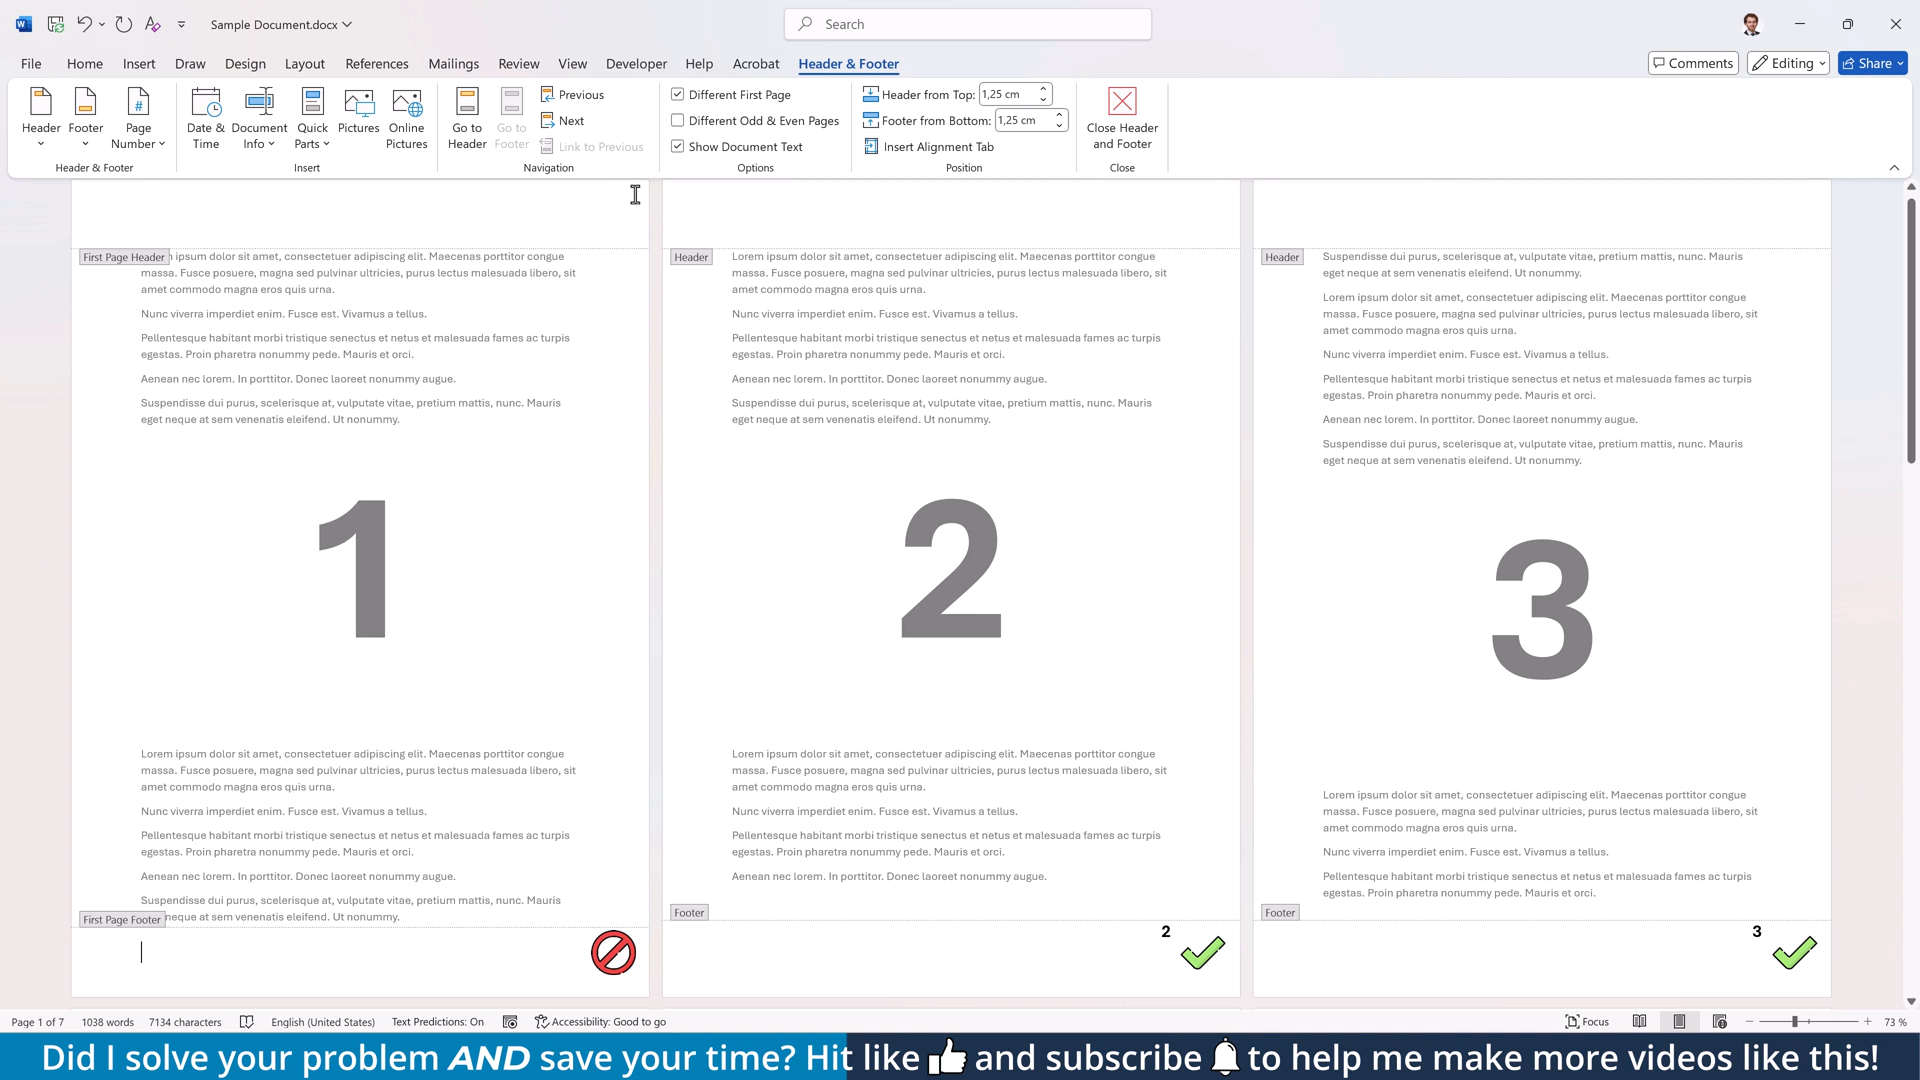 Sample Document.docx
Search
File Home Insert Draw Design Layout References Mailings Review View Developer Help Acrobat Header & Footer
Comments Editing Share
Header
Footer
Page
Number
Header & Footer
Date &
Time
Document
Info
Quick
Parts
Pictures
Online
Pictures
Insert
Go to
Header
Go to
Footer
Previous
Next
Link to Previous
Navigation
Different First Page
Different Odd & Even Pages
Show Document Text
Options
Header from Top: 1,25 cm
Footer from Bottom: 1,25 cm
Insert Alignment Tab
Position
Close Header
and Footer
Close
First Page Header
ipsum dolor sit amet, consectetuer adipiscing elit. Maecenas porttitor congue
massa. Fusce posuere, magna sed pulvinar ultricies, purus lectus malesuada libero, sit
amet commodo magna eros quis urna.
Nunc viverra imperdiet enim. Fusce est. Vivamus a tellus.
Pellentesque habitant morbi tristique senectus et netus et malesuada fames ac turpis
egestas. Proin pharetra nonummy pede. Mauris et orci.
Aenean nec lorem. In porttitor. Donec laoreet nonummy augue.
Suspendisse dui purus, scelerisque at, vulputate vitae, pretium mattis, nunc. Mauris
eget neque at sem venenatis eleifend. Ut nonummy.
1
Lorem ipsum dolor sit amet, consectetuer adipiscing elit. Maecenas porttitor congue
massa. Fusce posuere, magna sed pulvinar ultricies, purus lectus malesuada libero, sit
amet commodo magna eros quis urna.
Nunc viverra imperdiet enim. Fusce est. Vivamus a tellus.
Pellentesque habitant morbi tristique senectus et netus et malesuada fames ac turpis
egestas. Proin pharetra nonummy pede. Mauris et orci.
Aenean nec lorem. In porttitor. Donec laoreet nonummy augue.
Suspendisse dui purus, scelerisque at, vulputate vitae, pretium mattis, nunc. Mauris
neque at sem venenatis eleifend. Ut nonummy.
First Page Footer
Header
Lorem ipsum dolor sit amet, consectetuer adipiscing elit. Maecenas porttitor congue
massa. Fusce posuere, magna sed pulvinar ultricies, purus lectus malesuada libero, sit
amet commodo magna eros quis urna.
Nunc viverra imperdiet enim. Fusce est. Vivamus a tellus.
Pellentesque habitant morbi tristique senectus et netus et malesuada fames ac turpis
egestas. Proin pharetra nonummy pede. Mauris et orci.
Aenean nec lorem. In porttitor. Donec laoreet nonummy augue.
Suspendisse dui purus, scelerisque at, vulputate vitae, pretium mattis, nunc. Mauris
eget neque at sem venenatis eleifend. Ut nonummy.
2
Lorem ipsum dolor sit amet, consectetuer adipiscing elit. Maecenas porttitor congue
massa. Fusce posuere, magna sed pulvinar ultricies, purus lectus malesuada libero, sit
amet commodo magna eros quis urna.
Nunc viverra imperdiet enim. Fusce est. Vivamus a tellus.
Pellentesque habitant morbi tristique senectus et netus et malesuada fames ac turpis
egestas. Proin pharetra nonummy pede. Mauris et orci.
Aenean nec lorem. In porttitor. Donec laoreet nonummy augue.
Footer
2
Header
Suspendisse dui purus, scelerisque at, vulputate vitae, pretium mattis, nunc. Mauris
eget neque at sem venenatis eleifend. Ut nonummy.
Lorem ipsum dolor sit amet, consectetuer adipiscing elit. Maecenas porttitor congue
massa. Fusce posuere, magna sed pulvinar ultricies, purus lectus malesuada libero, sit
amet commodo magna eros quis urna.
Nunc viverra imperdiet enim. Fusce est. Vivamus a tellus.
Pellentesque habitant morbi tristique senectus et netus et malesuada fames ac turpis
egestas. Proin pharetra nonummy pede. Mauris et orci.
Aenean nec lorem. In porttitor. Donec laoreet nonummy augue.
Suspendisse dui purus, scelerisque at, vulputate vitae, pretium mattis, nunc. Mauris
eget neque at sem venenatis eleifend. Ut nonummy.
3
Lorem ipsum dolor sit amet, consectetuer adipiscing elit. Maecenas porttitor congue
massa. Fusce posuere, magna sed pulvinar ultricies, purus lectus malesuada libero, sit
amet commodo magna eros quis urna.
Nunc viverra imperdiet enim. Fusce est. Vivamus a tellus.
Pellentesque habitant morbi tristique senectus et netus et malesuada fames ac turpis
egestas. Proin pharetra nonummy pede. Mauris et orci.
Footer
3
Page 1 of 7 1038 words 7134 characters English (United States) Text Predictions: On Accessibility: Good to go Focus 73 %
Did I solve your problem AND save your time? Hit like and subscribe to help me make more videos like this!